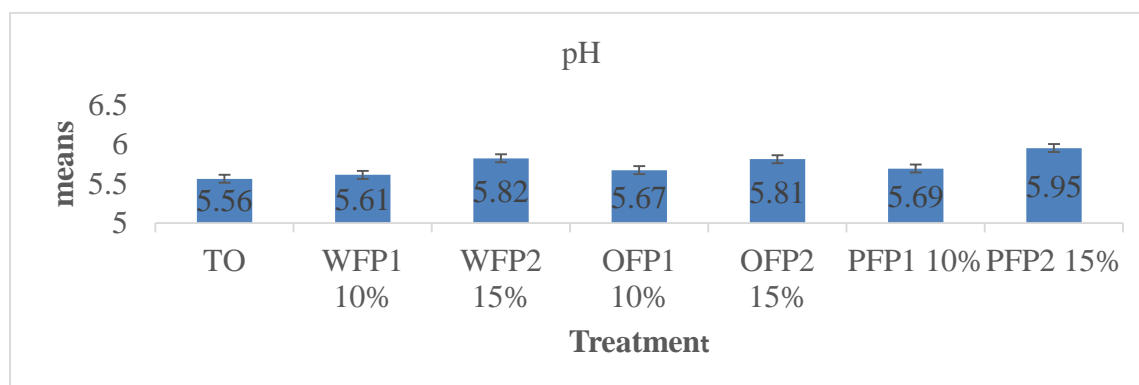 pH
means
6.5
6
5.5
5
5.56
5.61
5.82
5.67
5.81
5.69
5.95
TO
WFP1
10%
WFP2
15%
OFP1
10%
OFP2
15%
PFP1 10%
PFP2 15%
Treatment